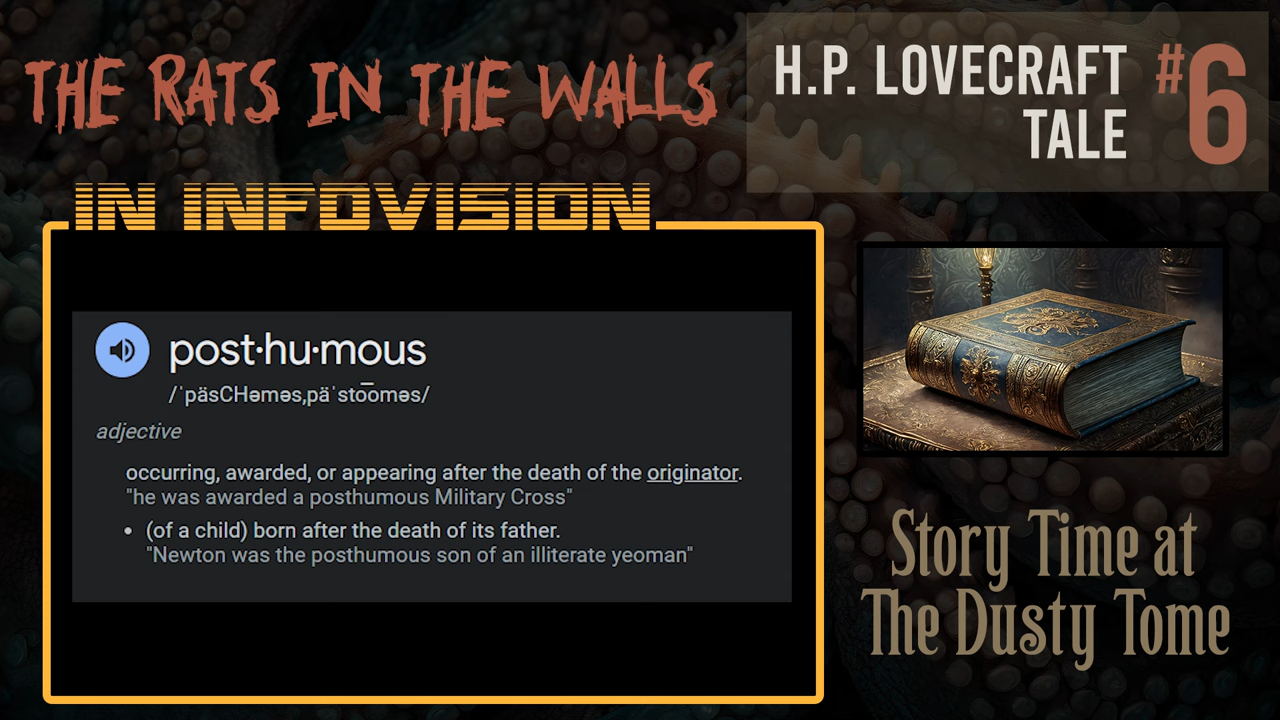 THE RATS IN THE WALLS
H.P. LOVECRAFT
TALE
#6
IN INFOVISION
post·hu·mous
/ˈpäsCHəməs,päˈsto͞oməs/
adjective
occurring, awarded, or appearing after the death of the originator.
"he was awarded a posthumous Military Cross"
• (of a child) born after the death of its father.
"Newton was the posthumous son of an illiterate yeoman"
Story Time at
The Dusty Tome